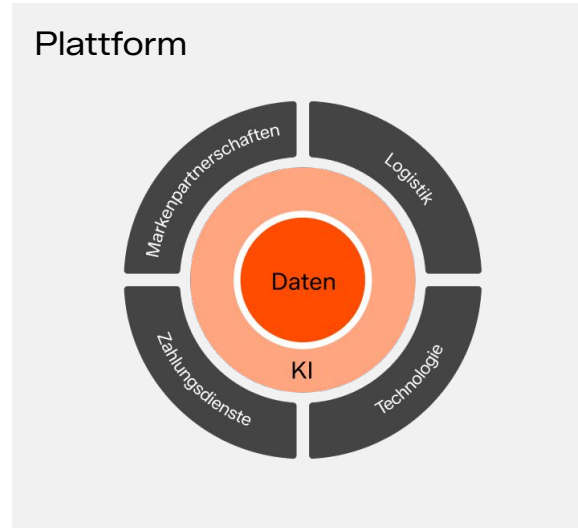 Plattform
Markenpartnerschaften
Logistik
Daten
KI
Zahlungsdienste
Technologie